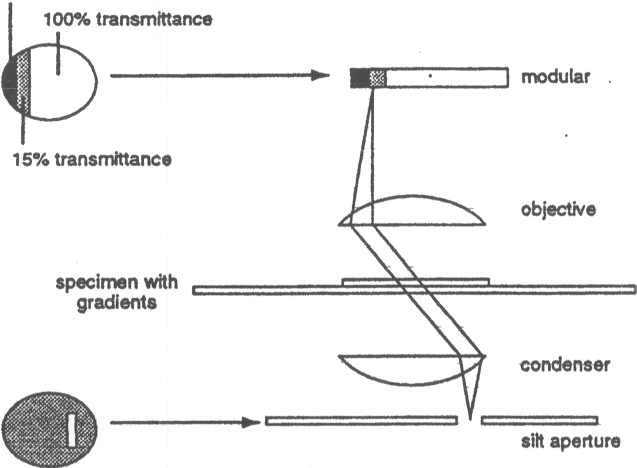 100% transmittance
modular
15% transmittance
objective
specimen with
gradients
condenser
silt aperture